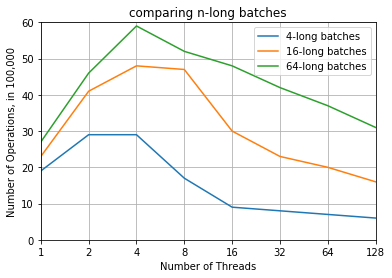 comparing n-long batches
4-long batches
16-long batches
64-long batches
Number of Operations, in 100,000
60
50
40
30
20
10
0
1 2 4 8 16 32 64 128
Number of Threads